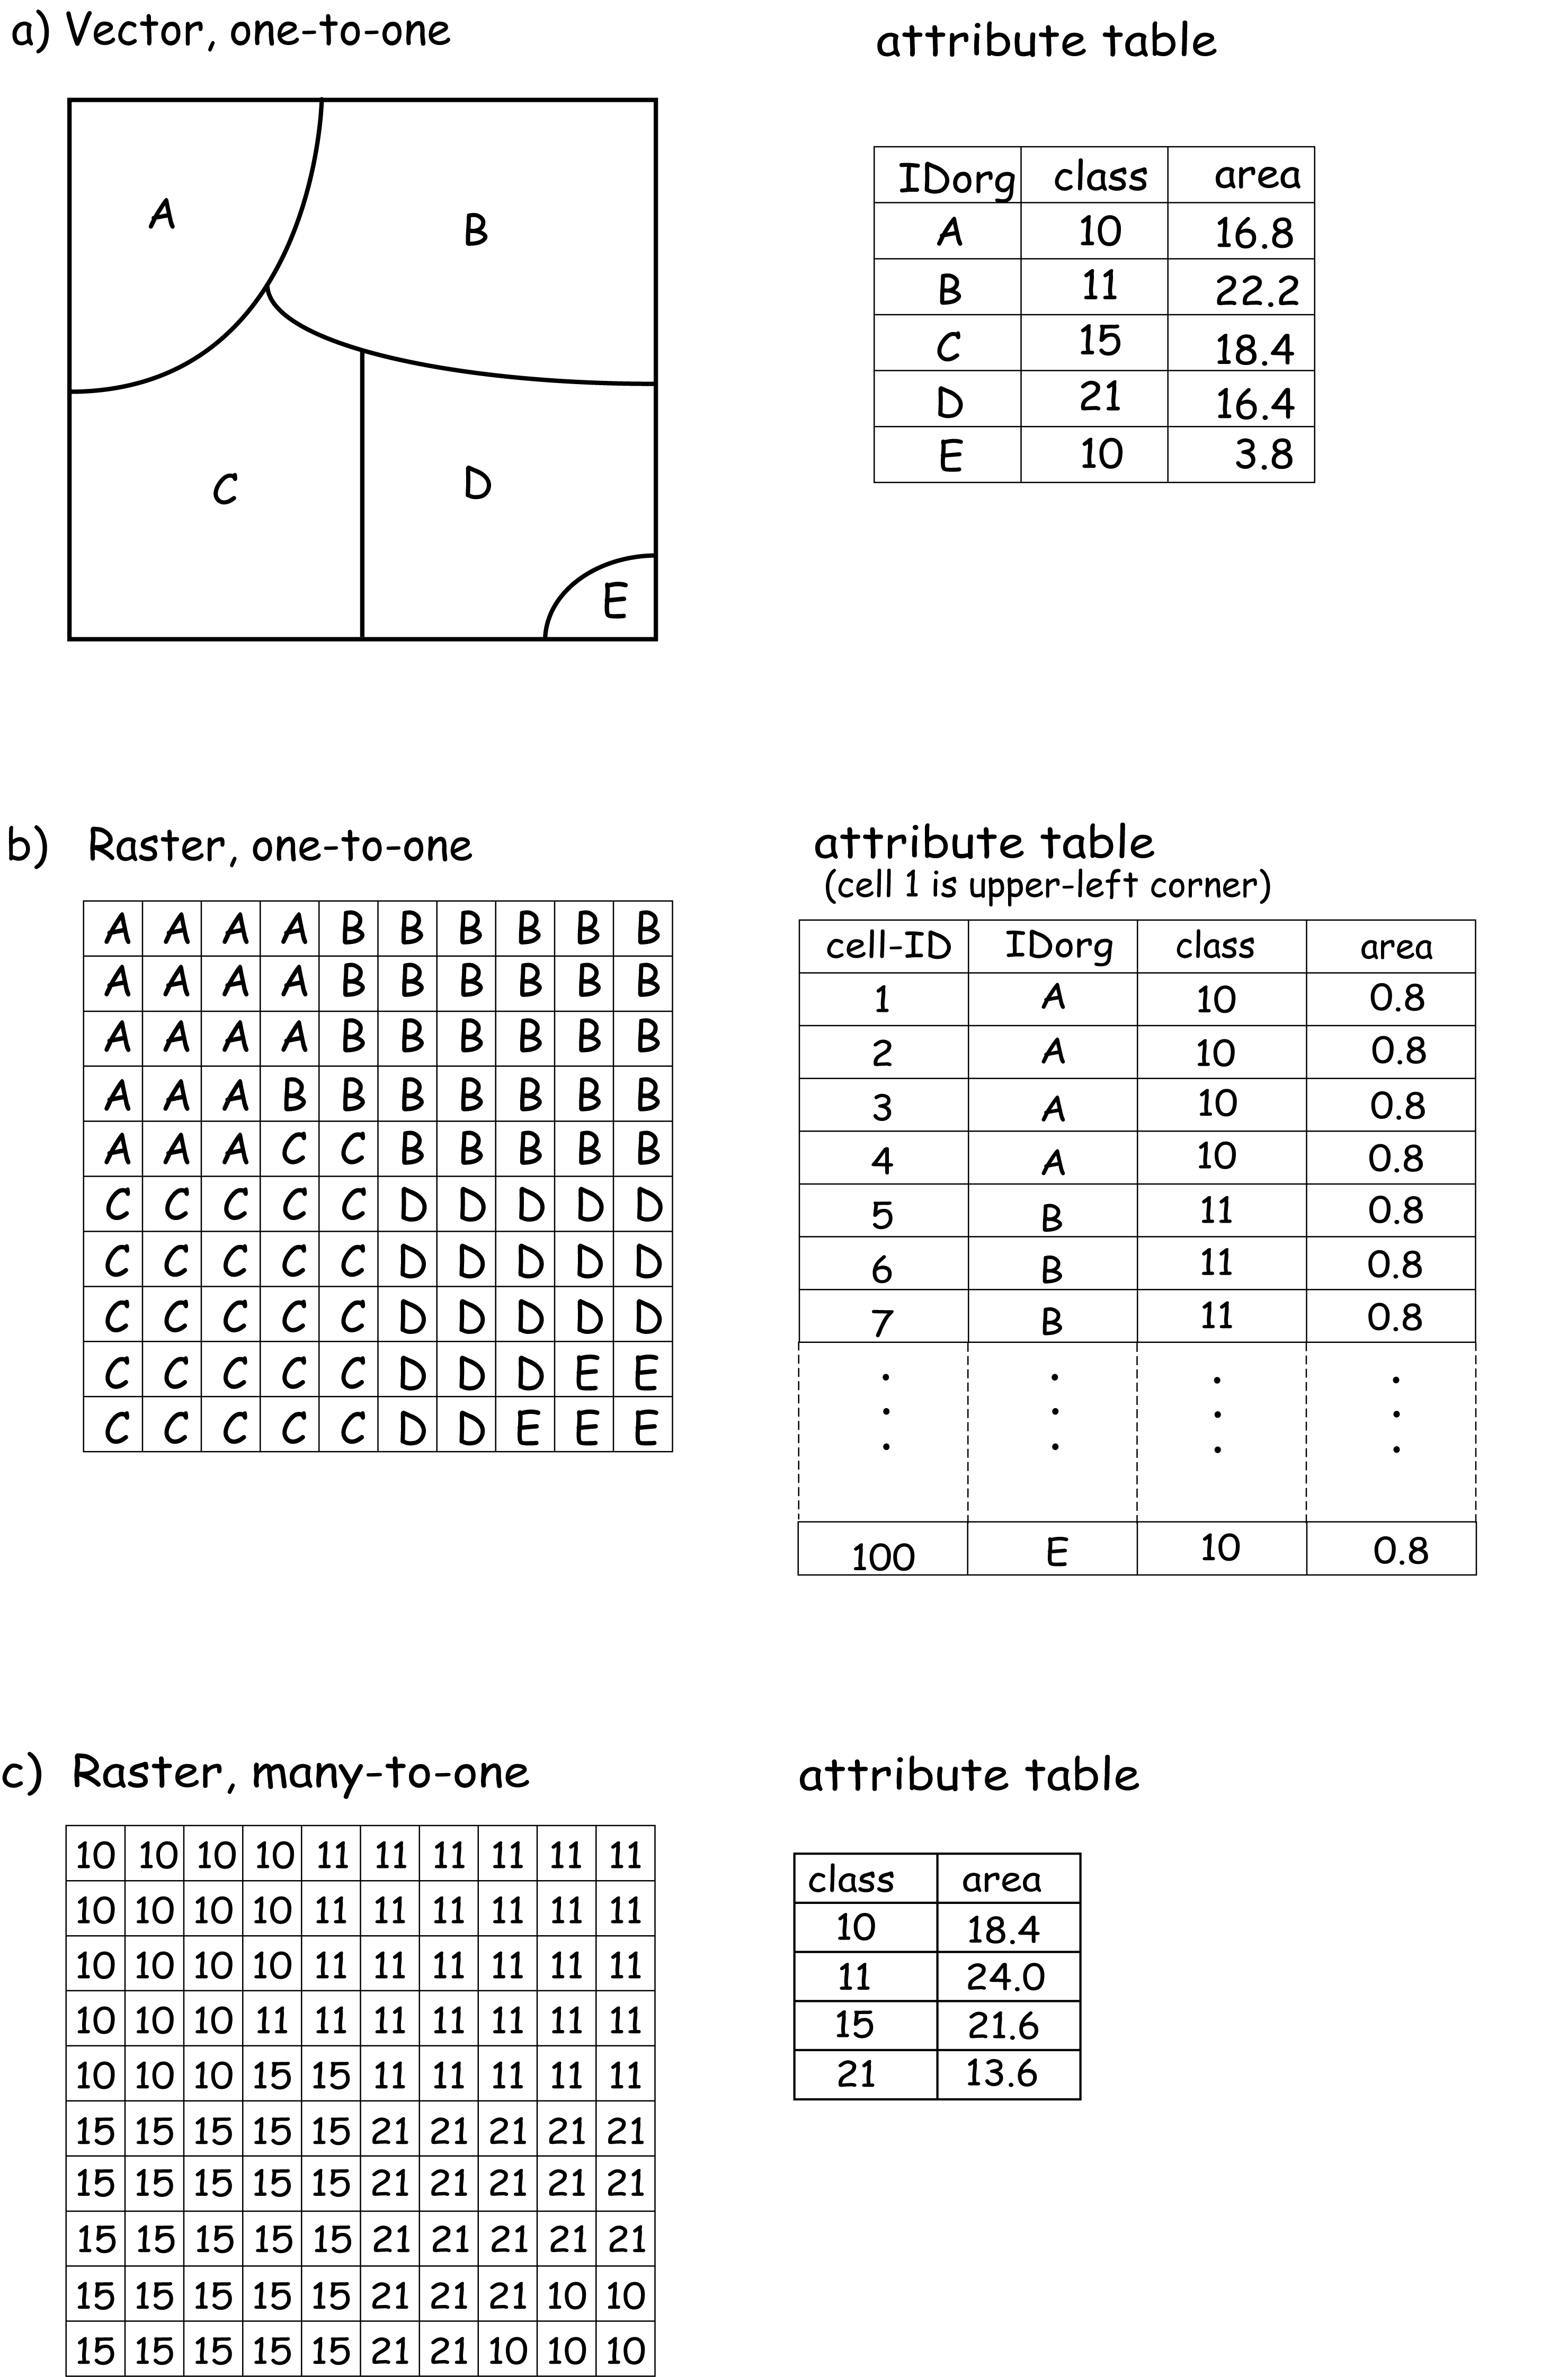 a) Vector, one-to-one
A
B
C
D
E
attribute table
IDorg class area
A 10 16.8
B 11 22.2
C 15 18.4
D 21 16.4
E 10 3.8
b) Raster, one-to-one
A A A A B B B B B B
A A A A B B B B B B
A A A A B B B B B B
A A A B B B B B B B
A A A C C B B B B B
C C C C C D D D D D
C C C C C D D D D D
C C C C C D D D D D
C C C C C D D D E E
C C C C C D D E E E
attribute table
(cell 1 is upper-left corner)
cell-ID IDorg class area
1 A 10 0.8
2 A 10 0.8
3 A 10 0.8
4 A 10 0.8
5 B 11 0.8
6 B 11 0.8
7 B 11 0.8
. . . .
. . . .
. . . .
100 E 10 0.8
c) Raster, many-to-one
10 10 10 10 11 11 11 11 11 11
10 10 10 10 11 11 11 11 11 11
10 10 10 10 11 11 11 11 11 11
10 10 10 11 11 11 11 11 11 11
10 10 10 15 15 11 11 11 11 11
15 15 15 15 15 21 21 21 21 21
15 15 15 15 15 21 21 21 21 21
15 15 15 15 15 21 21 21 21 21
15 15 15 15 15 21 21 21 10 10
15 15 15 15 15 21 21 10 10 10
attribute table
class area
10 18.4
11 24.0
15 21.6
21 13.6